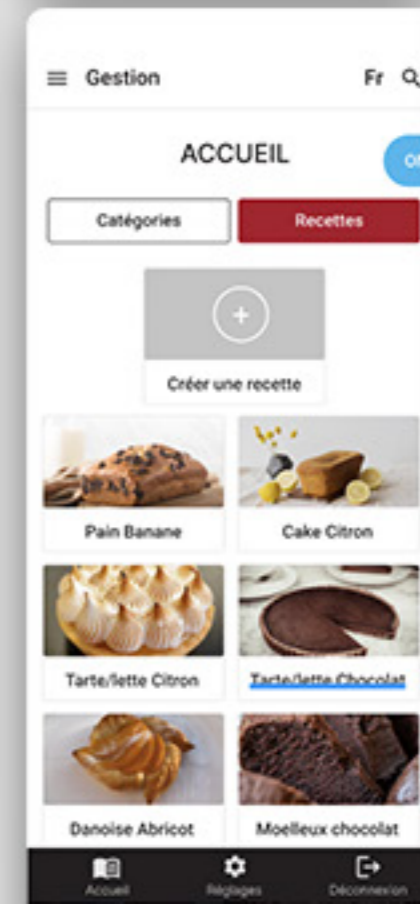 Gestion Fr
ACCUEIL
Catégories Recettes
Créer une recette
Pain Banane Cake Citron
Tarte/lette Citron Tarte/lette Chocolat
Danoise Abricot Moelleux chocolat
Accueil Réglages Déconnexion